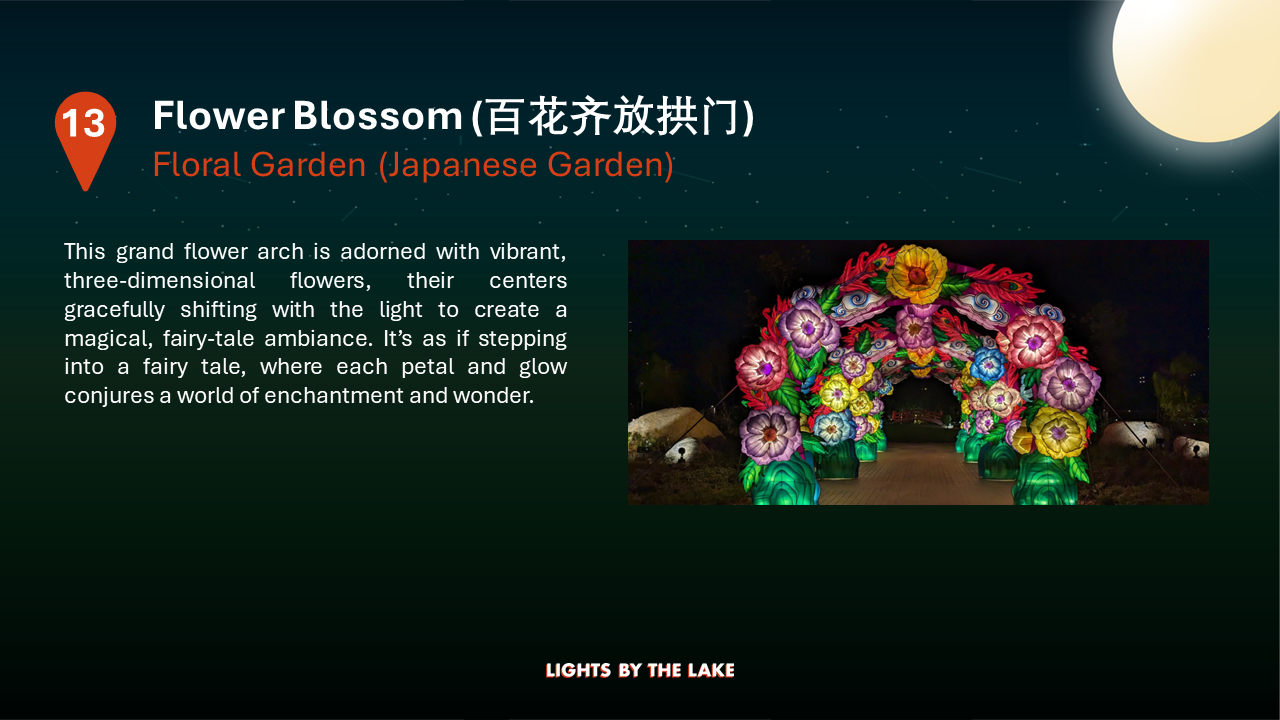 13
Flower Blossom (百花齐放拱门)
Floral Garden (Japanese Garden)
This grand flower arch is adorned with vibrant,
three-dimensional flowers, their centers
gracefully shifting with the light to create a
magical, fairy-tale ambiance. It’s as if stepping
into a fairy tale, where each petal and glow
conjures a world of enchantment and wonder.
LIGHTS BY THE LAKE